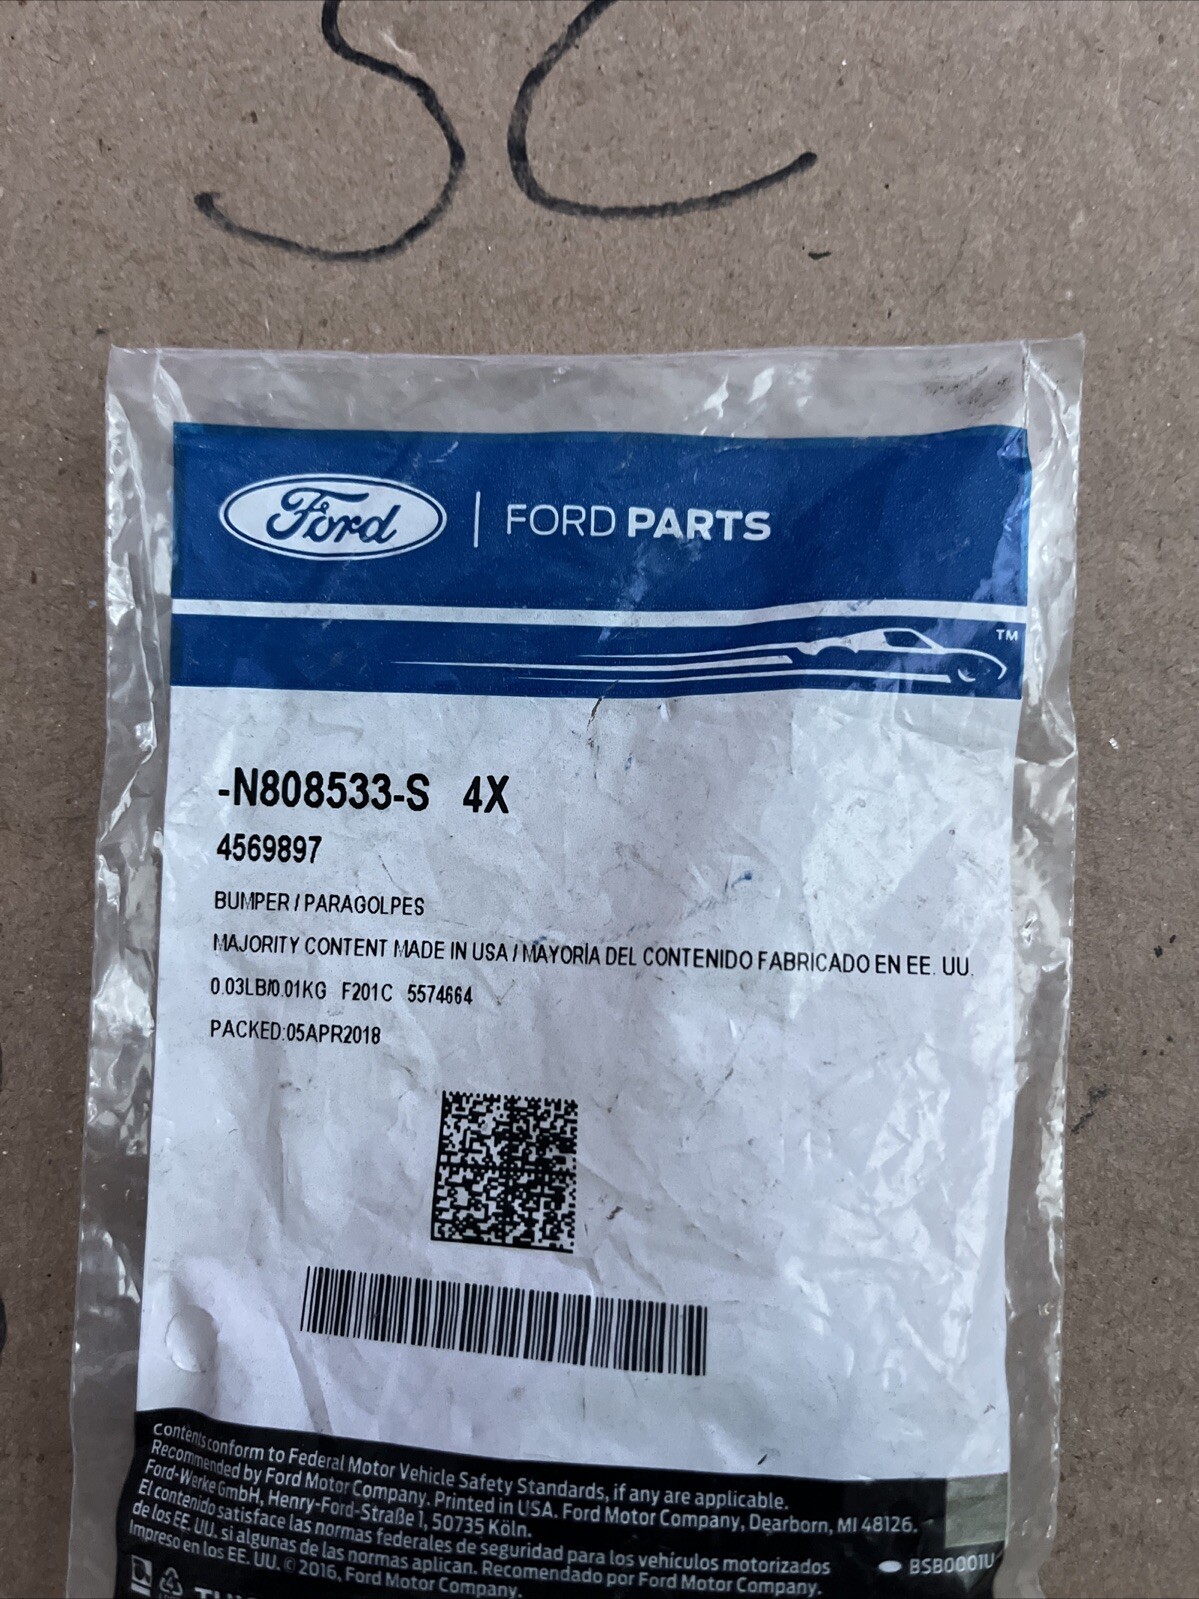 SC
Ford | FORD PARTS
TM
-N808533-S 4X
4569897
BUMPER / PARAGOLPES
MAJORITY CONTENT MADE IN USA / MAYORÍA DEL CONTENIDO FABRICADO EN EE. UU.
0.03LB/0.01KG F201C 5574664
PACKED:05APR2018
Contents conform to Federal Motor Vehicle Safety Standards, if any are applicable.
Recommended by Ford Motor Company. Printed in USA. Ford Motor Company, Dearborn, MI 48126.
Ford-Werke GmbH, Henry-Ford-Straße 1, 50735 Köln.
El contenido satisface las normas federales de seguridad para los vehículos motorizados
de los EE. UU. si algunas de las normas aplican. Recomendado por Ford Motor Company.
Impreso en los EE. UU. © 2016, Ford Motor Company.
BSB0001U
4